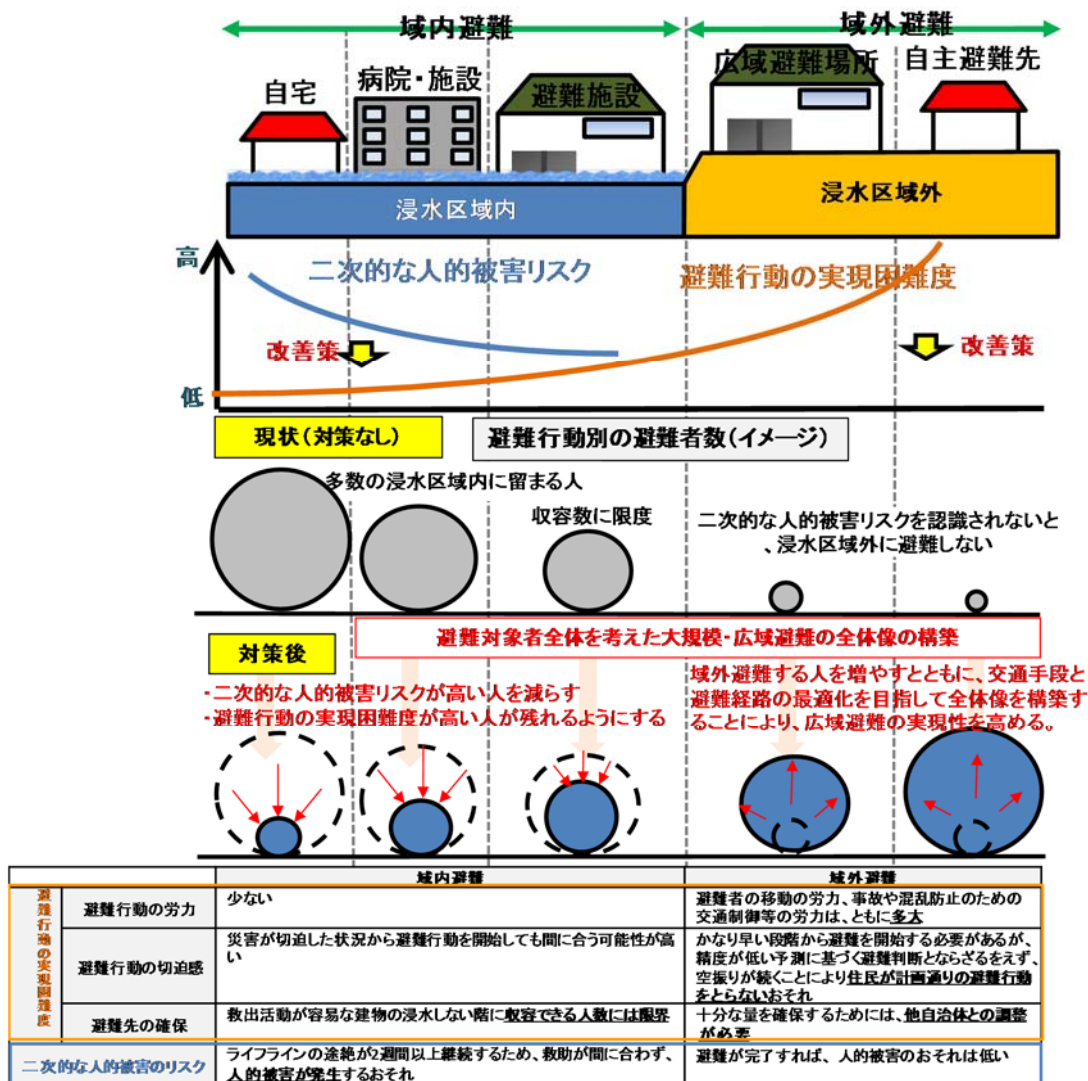 域内避難
域外避難
自宅
病院・施設
避難施設
広域避難場所
自主避難先
浸水区域内
浸水区域外
高
二次的な人的被害リスク
避難行動の実現困難度
改善策
改善策
低
現状(対策なし)
避難行動別の避難者数(イメージ)
多数の浸水区域内に留まる人
収容数に限度
二次的な人的被害リスクを認識されないと
、浸水区域外に避難しない
避難対象者全体を考えた大規模・広域避難の全体像の構築
対策後
・二次的な人的被害リスクが高い人を減らす
・避難行動の実現困難度が高い人が残れるようにする
域外避難する人を増やすとともに、交通手段と
避難経路の最適化を目指して全体像を構築す
ることにより、広域避難の実現性を高める。
域内避難
域外避難
避難行動の実現困難度
避難行動の労力
少ない
避難者の移動の労力、事故や混乱防止のための
交通制御等の労力は、ともに多大
避難行動の切迫感
災害が切迫した状況から避難行動を開始しても間に合う可能性が高
い
かなり早い段階から避難を開始する必要があるが、
精度が低い予測に基づく避難判断とならざるをえず、
空振りが続くことにより住民が計画通りの避難行動
をとらないおそれ
避難先の確保
救出活動が容易な建物の浸水しない階に収容できる人数には限界
十分な量を確保するためには、他自治体との調整
が必要
二次的な人的被害のリスク
ライフラインの途絶が2週間以上継続するため、救助が間に合わず、
人的被害が発生するおそれ
避難が完了すれば、人的被害のおそれは低い